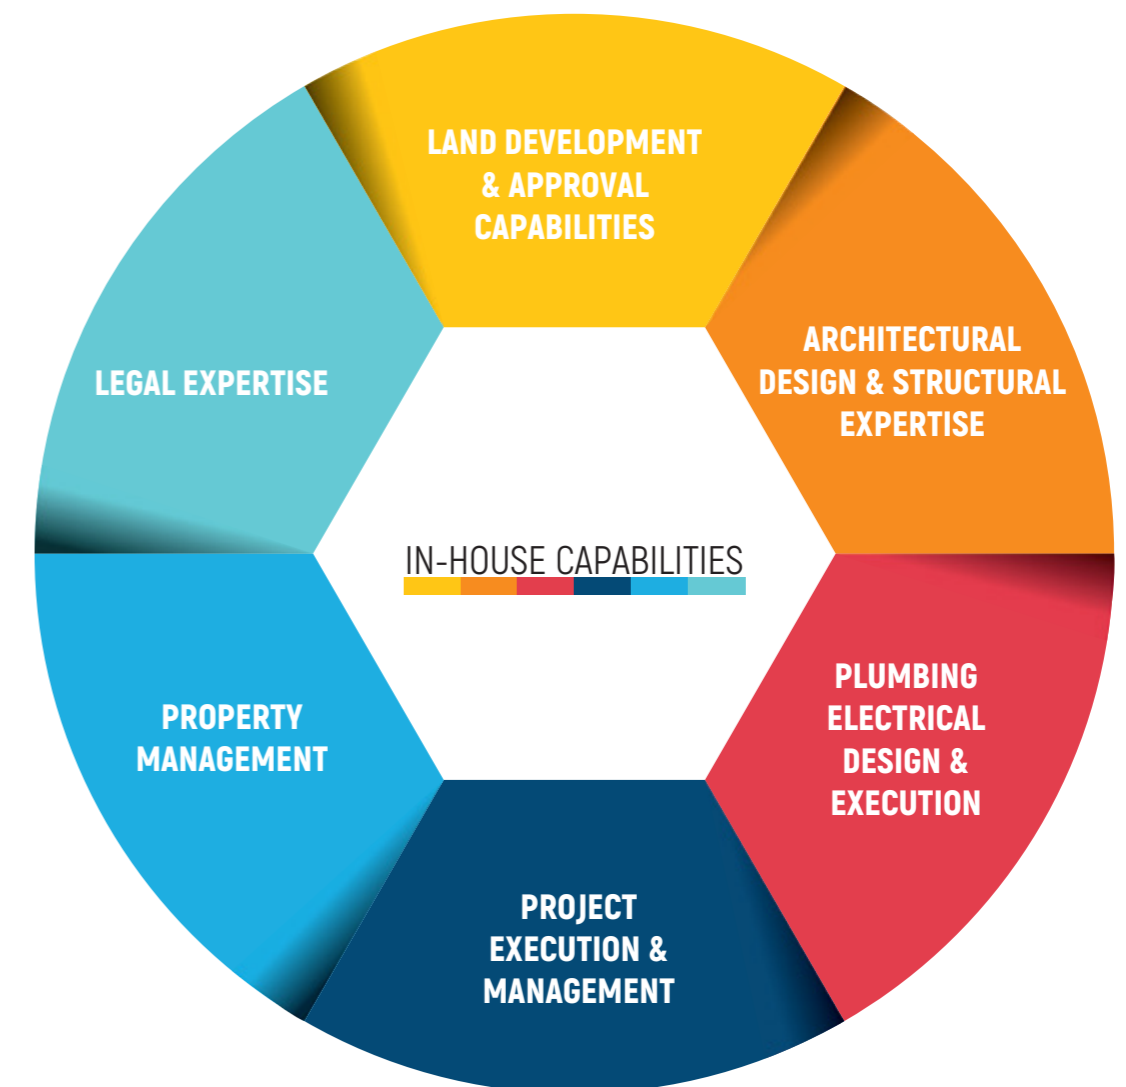 LAND DEVELOPMENT
& APPROVAL
CAPABILITIES
ARCHITECTURAL
DESIGN & STRUCTURAL
EXPERTISE
PLUMBING
ELECTRICAL
DESIGN &
EXECUTION
PROJECT
EXECUTION &
MANAGEMENT
PROPERTY
MANAGEMENT
LEGAL EXPERTISE
IN-HOUSE CAPABILITIES